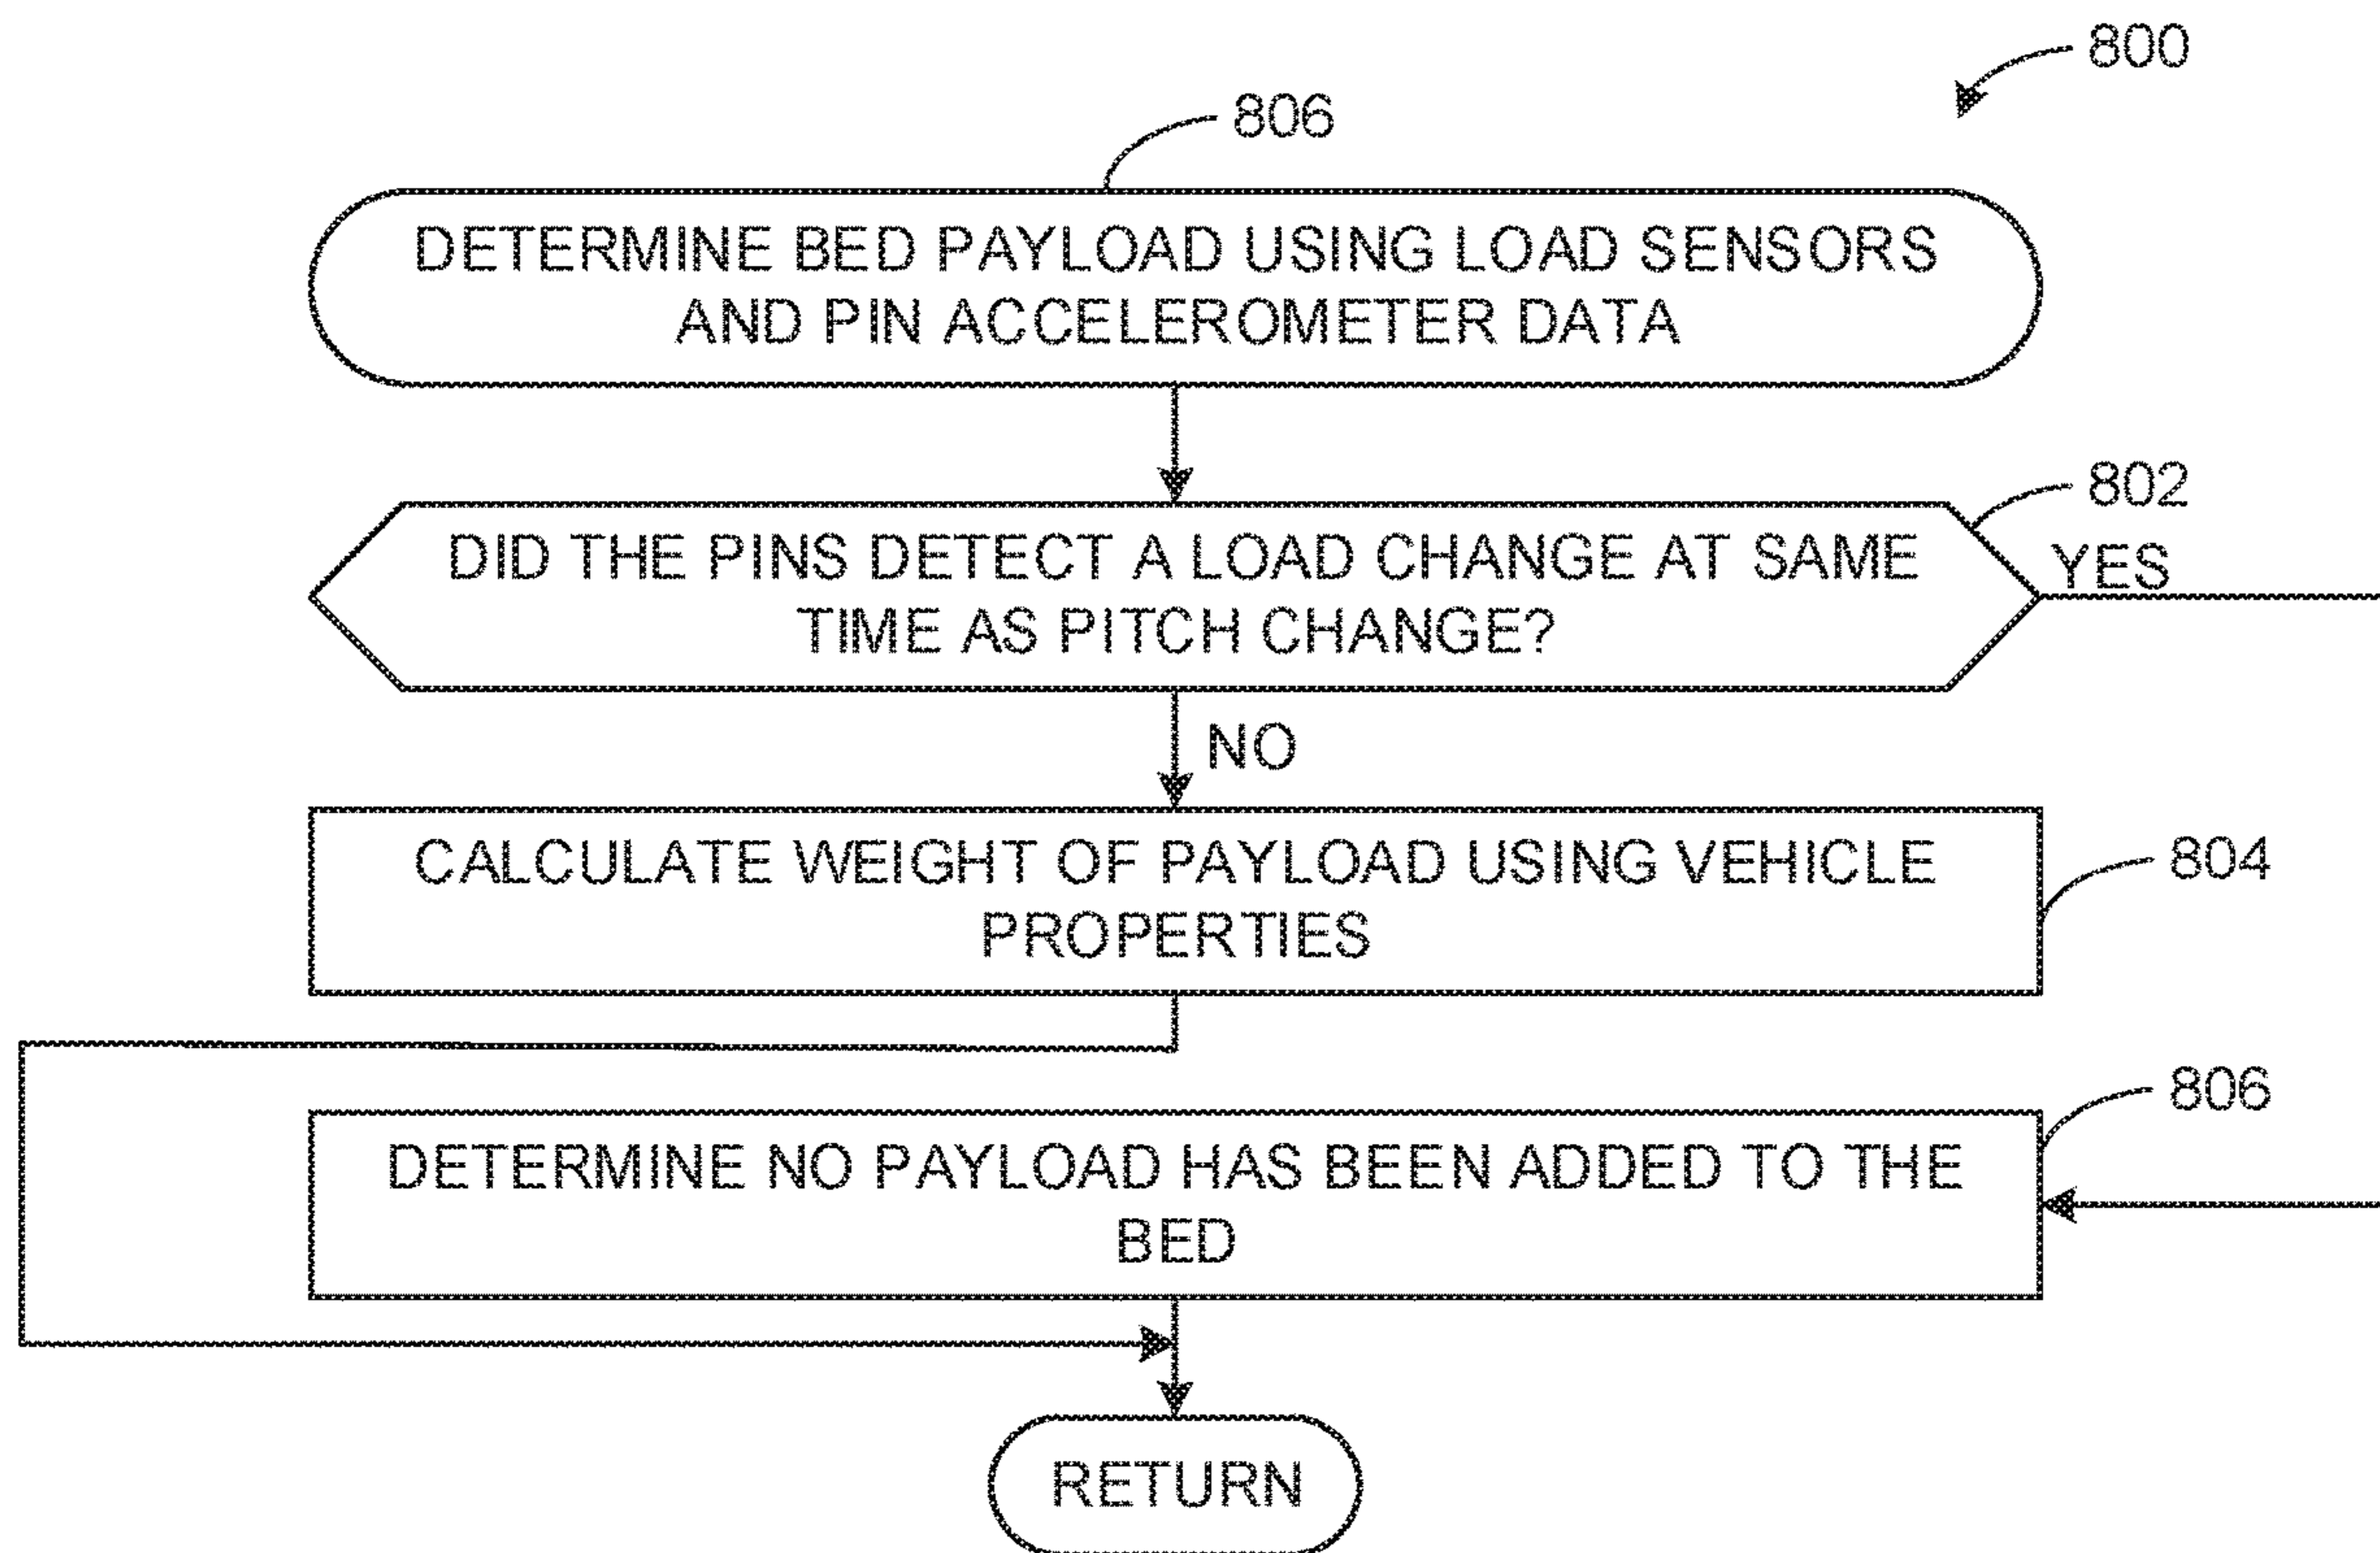 800
806
DETERMINE BED PAYLOAD USING LOAD SENSORS
AND PIN ACCELEROMETER DATA
802
DID THE PINS DETECT A LOAD CHANGE AT SAME
TIME AS PITCH CHANGE?
YES
NO
CALCULATE WEIGHT OF PAYLOAD USING VEHICLE
PROPERTIES
804
806
DETERMINE NO PAYLOAD HAS BEEN ADDED TO THE
BED
RETURN